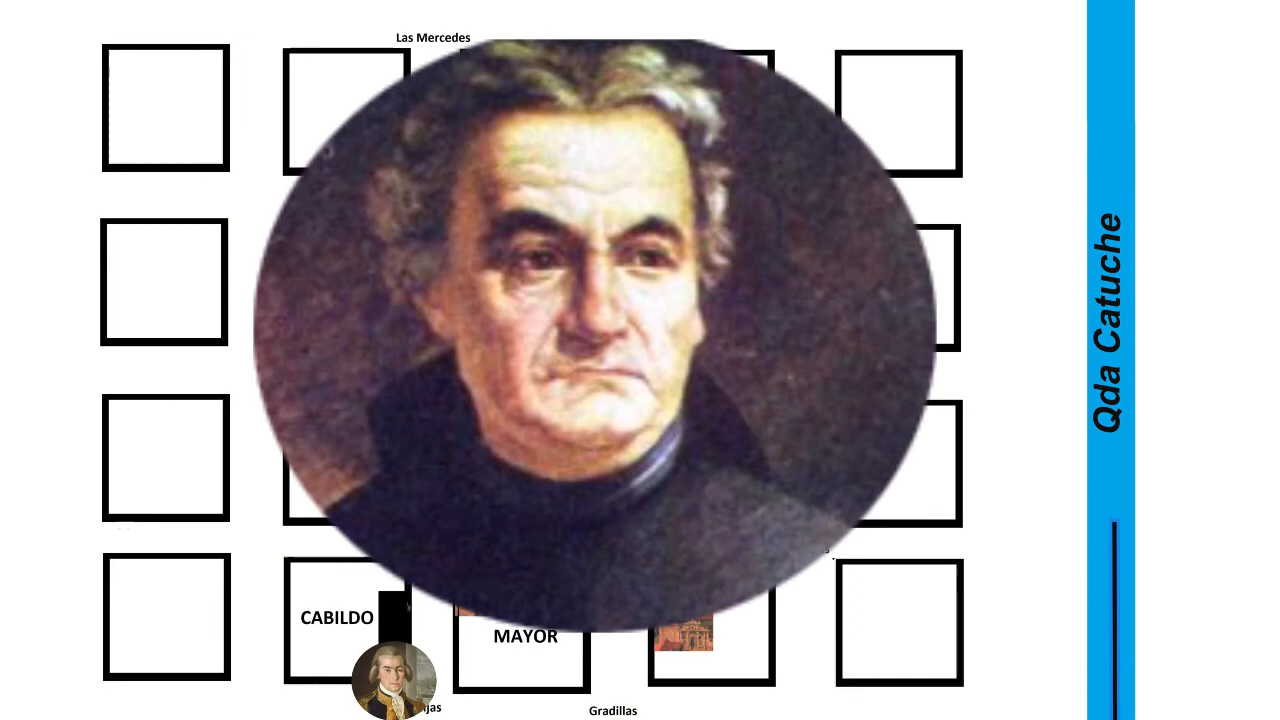 Las Mercedes
Qda Catuche
CABILDO
MAYOR
Gradillas